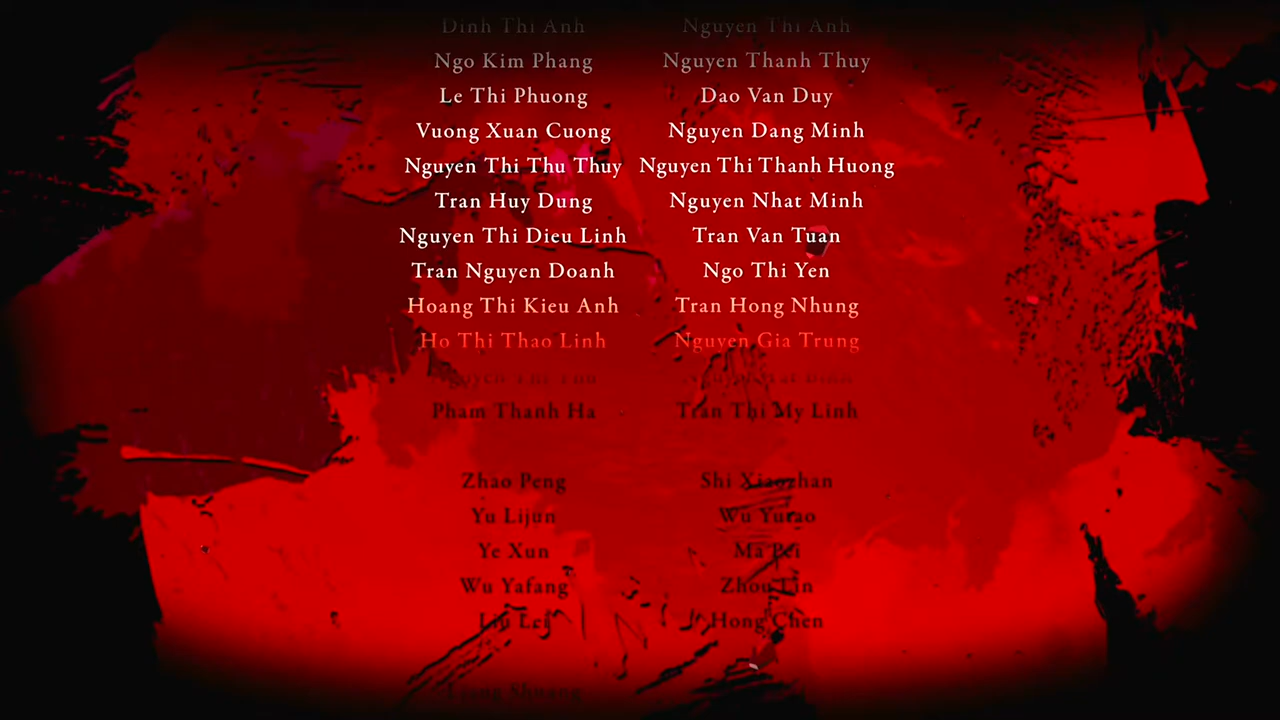 Dinh Thi Anh Nguyen Thi Anh
Ngo Kim Phang Nguyen Thanh Thuy
Le Thi Phuong Dao Van Duy
Vuong Xuan Cuong Nguyen Dang Minh
Nguyen Thi Thu Thuy Nguyen Thi Thanh Huong
Tran Huy Dung Nguyen Nhat Minh
Nguyen Thi Dieu Linh Tran Van Tuan
Tran Nguyen Doanh Ngo Thi Yen
Hoang Thi Kieu Anh Tran Hong Nhung
Ho Thi Thao Linh Nguyen Gia Trung
Pham Thanh Ha Tran Thi My Linh
Zhao Peng Shi Xiaozhan
Yu Lijun Wu Yutao
Ye Xun Ma Pei
Wu Yafang Zhou Lin
Liu Lei Hong Chen
Liang Shuang